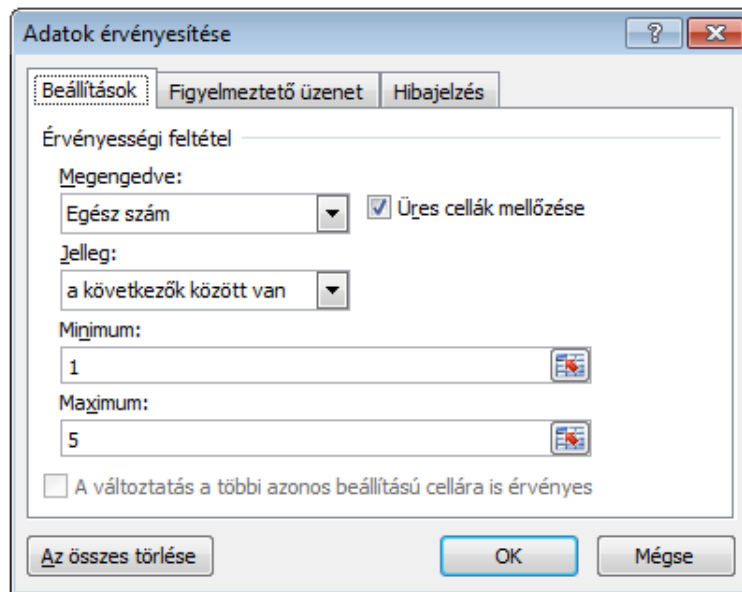 Adatok érvényesítése
Beállítások Figyelmeztető üzenet Hibajelzés
Érvényességi feltétel
Megengedve:
Egész szám Üres cellák mellőzése
Jelleg:
a következők között van
Minimum:
1
Maximum:
5
A változtatás a többi azonos beállítású cellára is érvényes
Az összes törlése OK Mégse